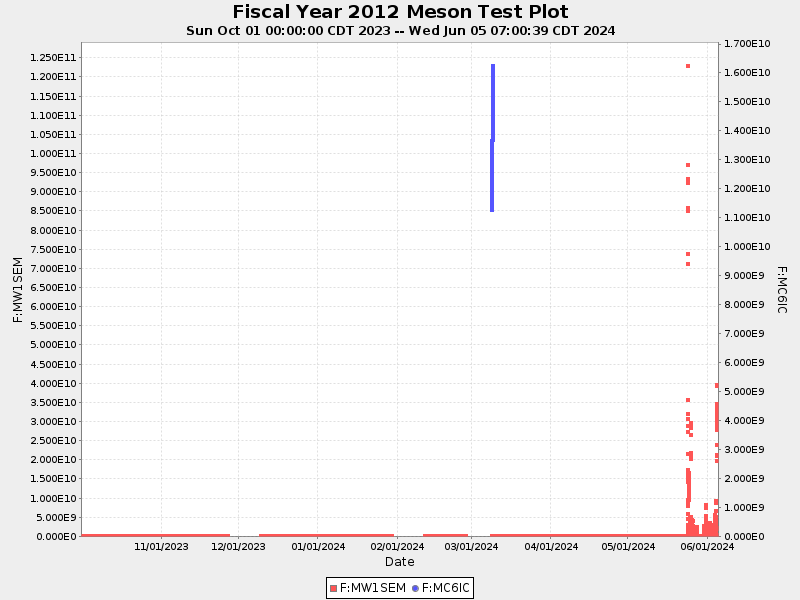 Fiscal Year 2012 Meson Test Plot
Sun Oct 01 00:00:00 CDT 2023 -- Wed Jun 05 07:00:39 CDT 2024
F:MW1SEM
1.250E11
1.200E11
1.150E11
1.100E11
1.050E11
1.000E11
9.500E10
9.000E10
8.500E10
8.000E10
7.500E10
7.000E10
6.500E10
6.000E10
5.500E10
5.000E10
4.500E10
4.000E10
3.500E10
3.000E10
2.500E10
2.000E10
1.500E10
1.000E10
5.000E9
0.000E0
1.700E10
1.600E10
1.500E10
1.400E10
1.300E10
1.200E10
1.100E10
1.000E10
9.000E9
8.000E9
7.000E9
6.000E9
5.000E9
4.000E9
3.000E9
2.000E9
1.000E9
0.000E0
F:MC6IC
11/01/2023 12/01/2023 01/01/2024 02/01/2024 03/01/2024 04/01/2024 05/01/2024 06/01/2024
Date
F:MW1SEM F:MC6IC